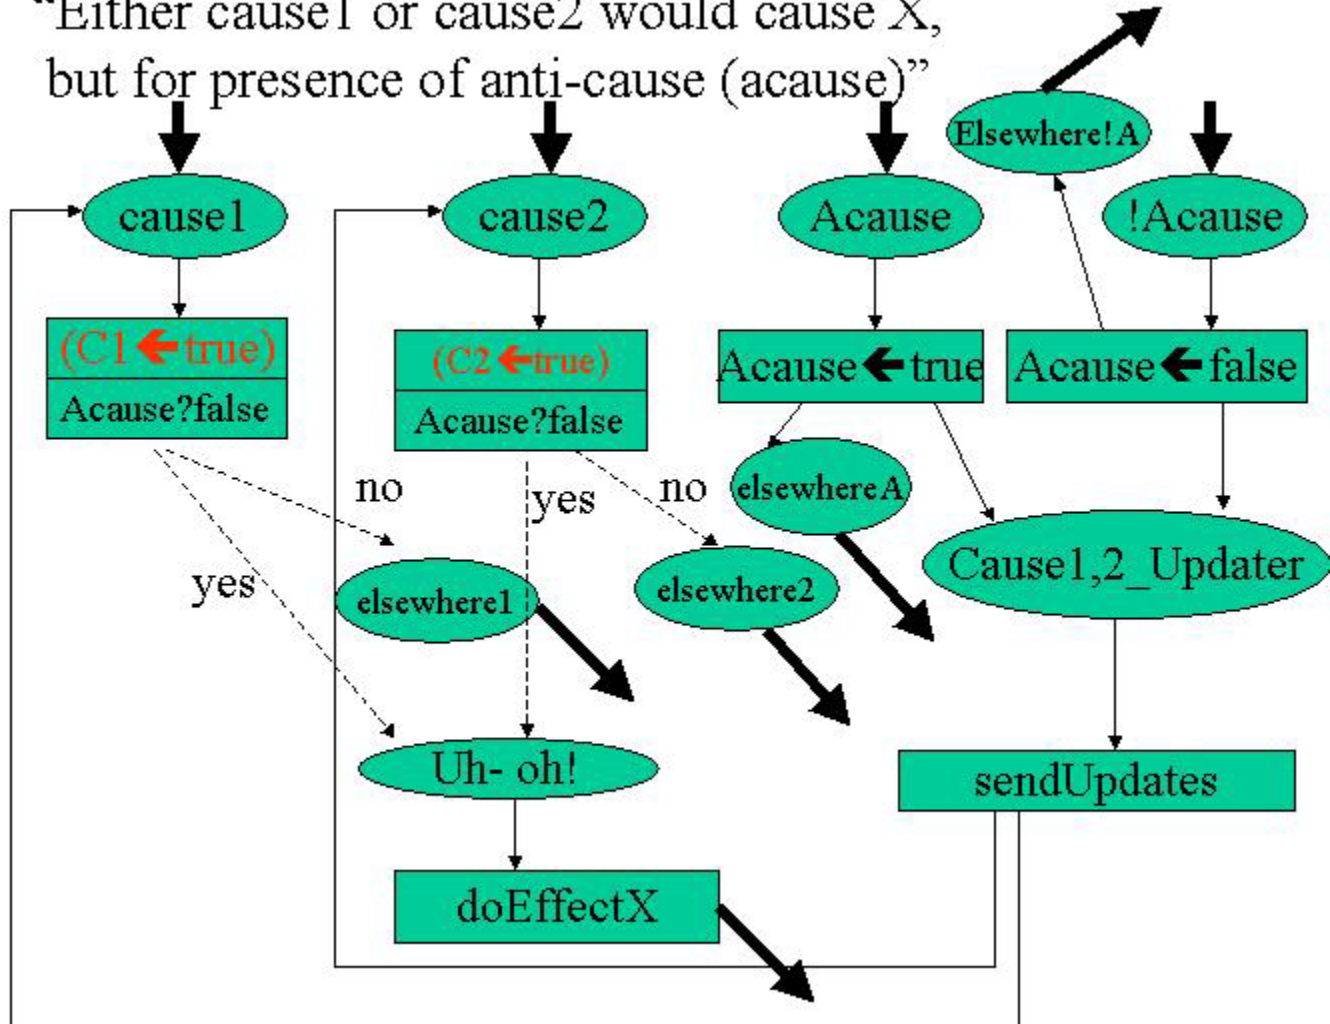 “Either cause1 or cause2 would cause X,
but for presence of anti-cause (acause)”
Elsewhere!A
cause1
cause2
Acause
!Acause
(C1 ← true)
(C2 ←true)
Acause ← true
Acause ← false
Acause?false
Acause?false
no
yes
no
elsewhereA
yes
elsewhere1
elsewhere2
Cause1,2_Updater
Uh- oh!
sendUpdates
doEffectX